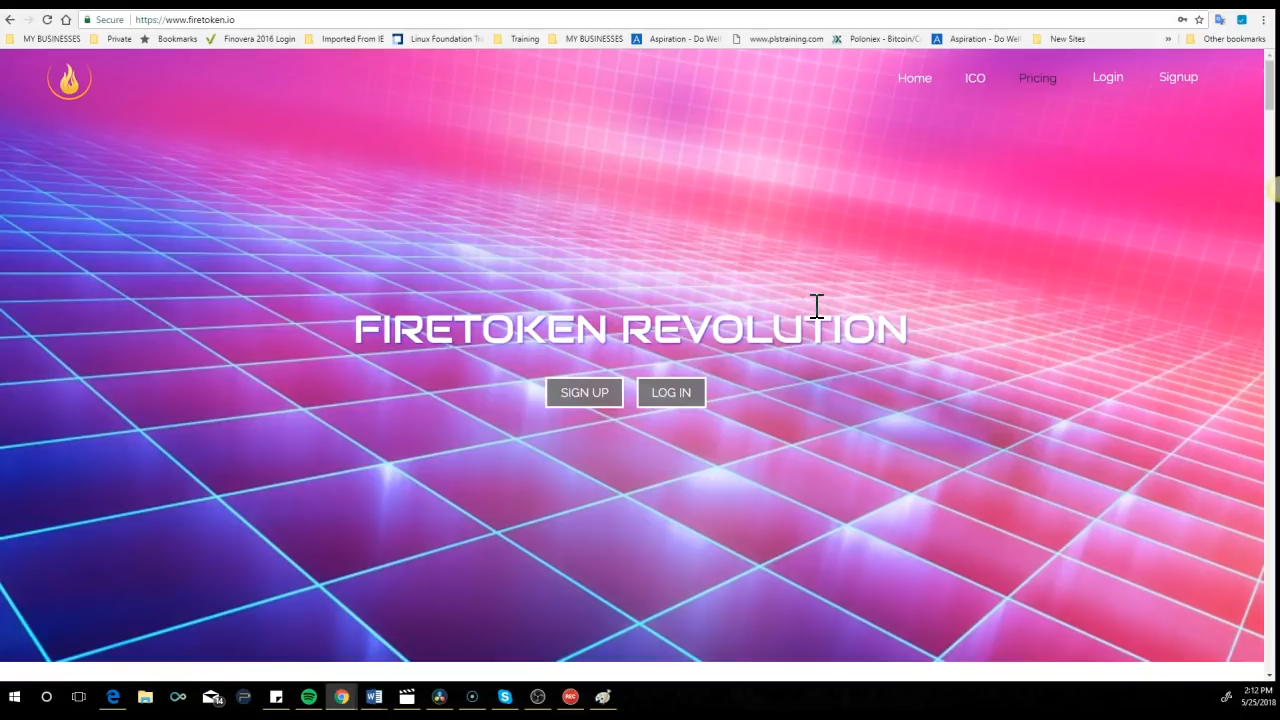 Secure https://www.firetoken.io
MY BUSINESSES Private Bookmarks Finovera 2016 Login Imported From IE Linux Foundation Tr Training MY BUSINESSES Aspiration - Do Well www.plstraining.com Poloniex - Bitcoin/C Aspiration - Do Well New Sites » Other bookmarks
Home ICO Pricing Login Signup
FIRETOKEN REVOLUTION
SIGN UP LOG IN
14
REC
2:12 PM
5/25/2018